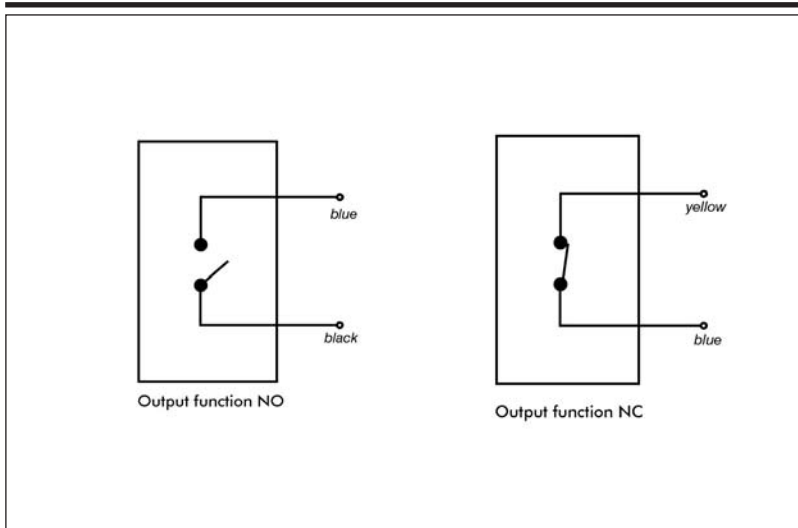 blue
black
Output function NO
yellow
blue
Output function NC